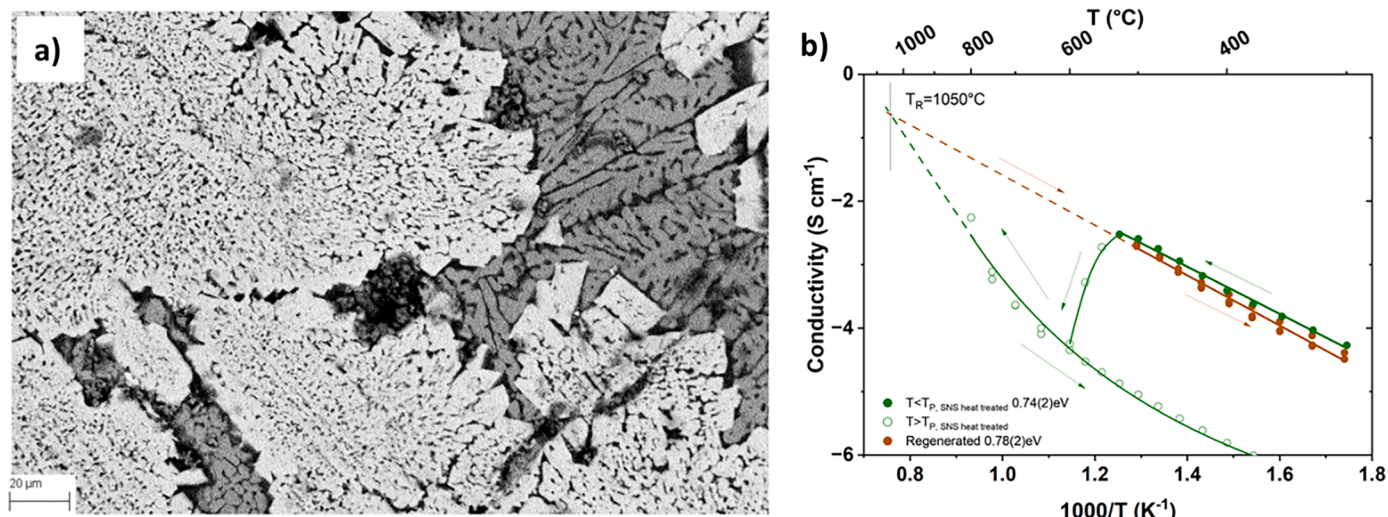 a)
20 µm
b)
T (°C)
1000 800 600 400
Conductivity (S cm⁻¹)
0
−2
−4
−6
T_R=1050°C
T<T_P, SNS heat treated 0.74(2)eV
T>T_P, SNS heat treated
Regenerated 0.78(2)eV
0.8 1.0 1.2 1.4 1.6 1.8
1000/T (K⁻¹)